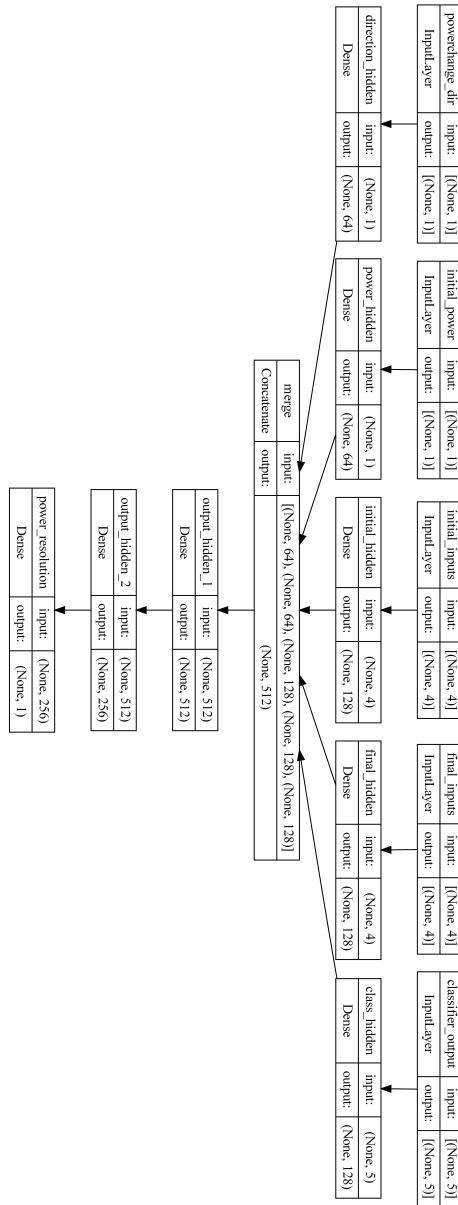 powerchange_dir input: [(None, 1)]
InputLayer output: [(None, 1)]
initial_power input: [(None, 1)]
InputLayer output: [(None, 1)]
initial_inputs input: [(None, 4)]
InputLayer output: [(None, 4)]
final_inputs input: [(None, 4)]
InputLayer output: [(None, 4)]
classifier_output input: [(None, 5)]
InputLayer output: [(None, 5)]
direction_hidden input: (None, 1)
Dense output: (None, 64)
power_hidden input: (None, 1)
Dense output: (None, 64)
initial_hidden input: (None, 4)
Dense output: (None, 128)
final_hidden input: (None, 4)
Dense output: (None, 128)
class_hidden input: (None, 5)
Dense output: (None, 128)
merge input: [(None, 64), (None, 64), (None, 128), (None, 128), (None, 128)]
Concatenate output: (None, 512)
output_hidden_1 input: (None, 512)
Dense output: (None, 512)
output_hidden_2 input: (None, 512)
Dense output: (None, 256)
power_resolution input: (None, 256)
Dense output: (None, 1)